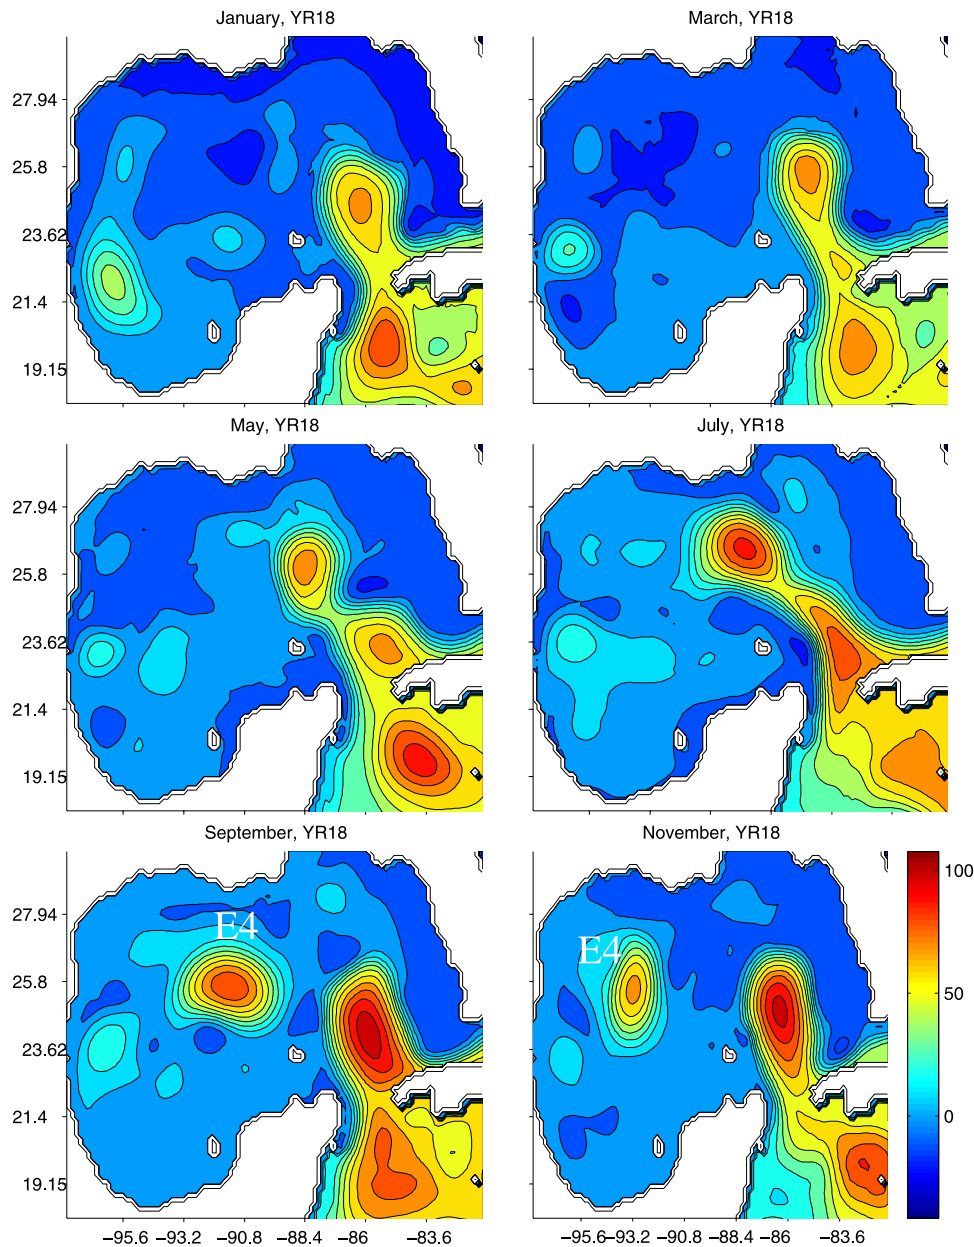 January, YR18
March, YR18
27.94
25.8
23.62
21.4
19.15
May, YR18
July, YR18
27.94
25.8
23.62
21.4
19.15
September, YR18
November, YR18
27.94
25.8
23.62
21.4
19.15
E4
E4
100
50
0
−95.6 −93.2 −90.8 −88.4 −86 −83.6
−95.6 −93.2 −90.8 −88.4 −86 −83.6